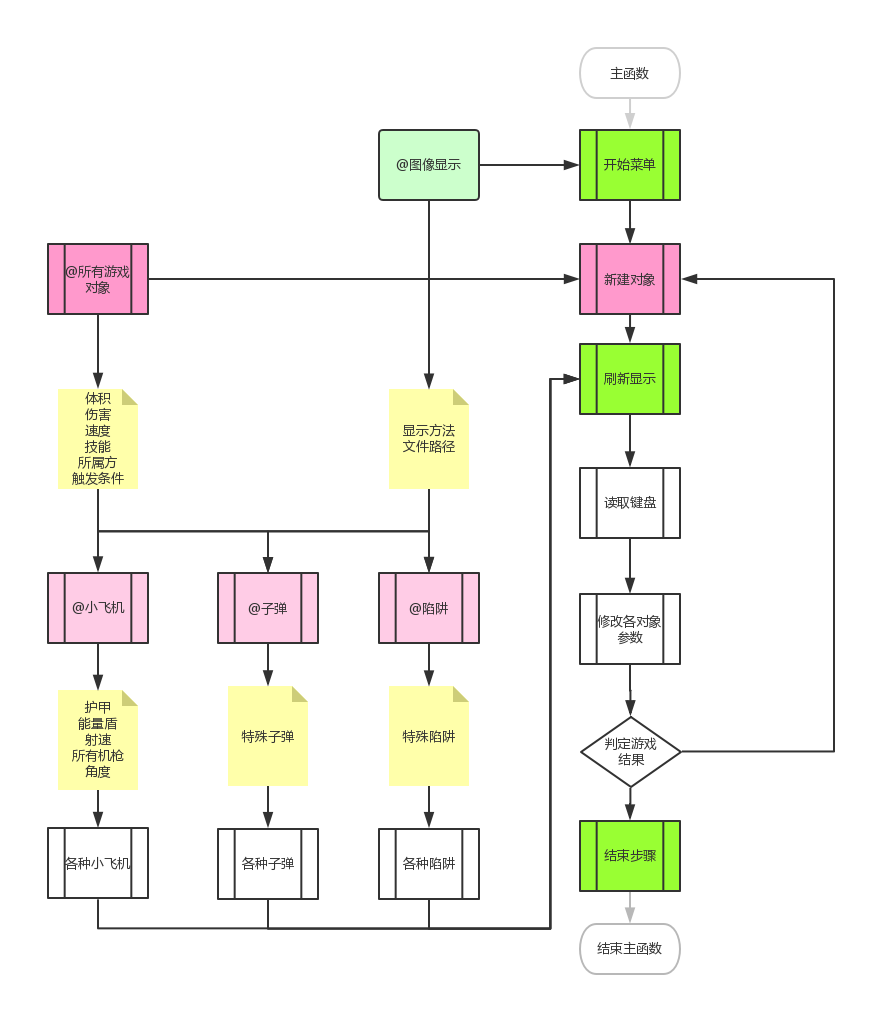 主函数
@图像显示
开始菜单
@所有游戏
对象
新建对象
刷新显示
体积
伤害
速度
技能
所属方
触发条件
显示方法
文件路径
读取键盘
@小飞机
@子弹
@陷阱
修改各对象
参数
护甲
能量盾
射速
所有机枪
角度
特殊子弹
特殊陷阱
判定游戏
结果
各种小飞机
各种子弹
各种陷阱
结束步骤
结束主函数